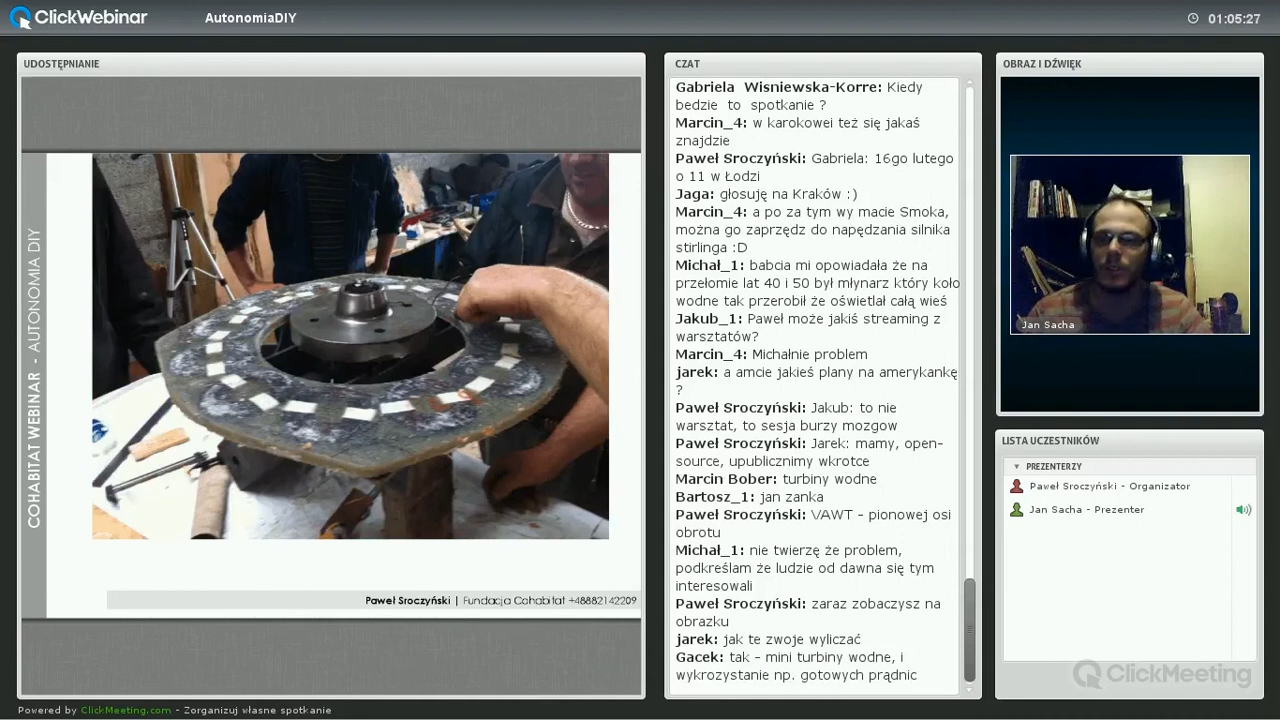 ClickWebinar
AutonomiaDIY
01:05:27
UDOSTĘPNIANIE
COHABITAT WEBINAR - AUTONOMIA DIY
Paweł Sroczyński | Fundacja Cohabitat +48882142209
CZAT
Gabriela Wisniewska-Korre: Kiedy
bedzie to spotkanie ?
Marcin_4: w karokowei też się jakaś
znajdzie
Paweł Sroczyński: Gabriela: 16go lutego
o 11 w Łodzi
Jaga: głosuję na Kraków :)
Marcin_4: a po za tym wy macie Smoka,
można go zaprzędz do napędzania silnika
stirlinga :D
Michał_1: babcia mi opowiadała że na
przełomie lat 40 i 50 był młynarz który koło
wodne tak przerobił że oświetlał całą wieś
Jakub_1: Paweł może jakiś streaming z
warsztatów?
Marcin_4: Michałnie problem
jarek: a amcie jakieś plany na amerykankę
?
Paweł Sroczyński: Jakub: to nie
warsztat, to sesja burzy mozgow
Paweł Sroczyński: Jarek: mamy, open-
source, upublicznimy wkrotce
Marcin Bober: turbiny wodne
Bartosz_1: jan zanka
Paweł Sroczyński: VAWT - pionowej osi
obrotu
Michał_1: nie twierzę że problem,
podkreślam że ludzie od dawna się tym
interesowali
Paweł Sroczyński: zaraz zobaczysz na
obrazku
jarek: jak te zwoje wyliczać
Gacek: tak - mini turbiny wodne, i
wykrozystanie np. gotowych prądnic
OBRAZ I DŹWIĘK
Jan Sacha
LISTA UCZESTNIKÓW
PREZENTERZY
Paweł Sroczyński - Organizator
Jan Sacha - Prezenter
ClickMeeting
Powered by ClickMeeting.com - Zorganizuj własne spotkanie